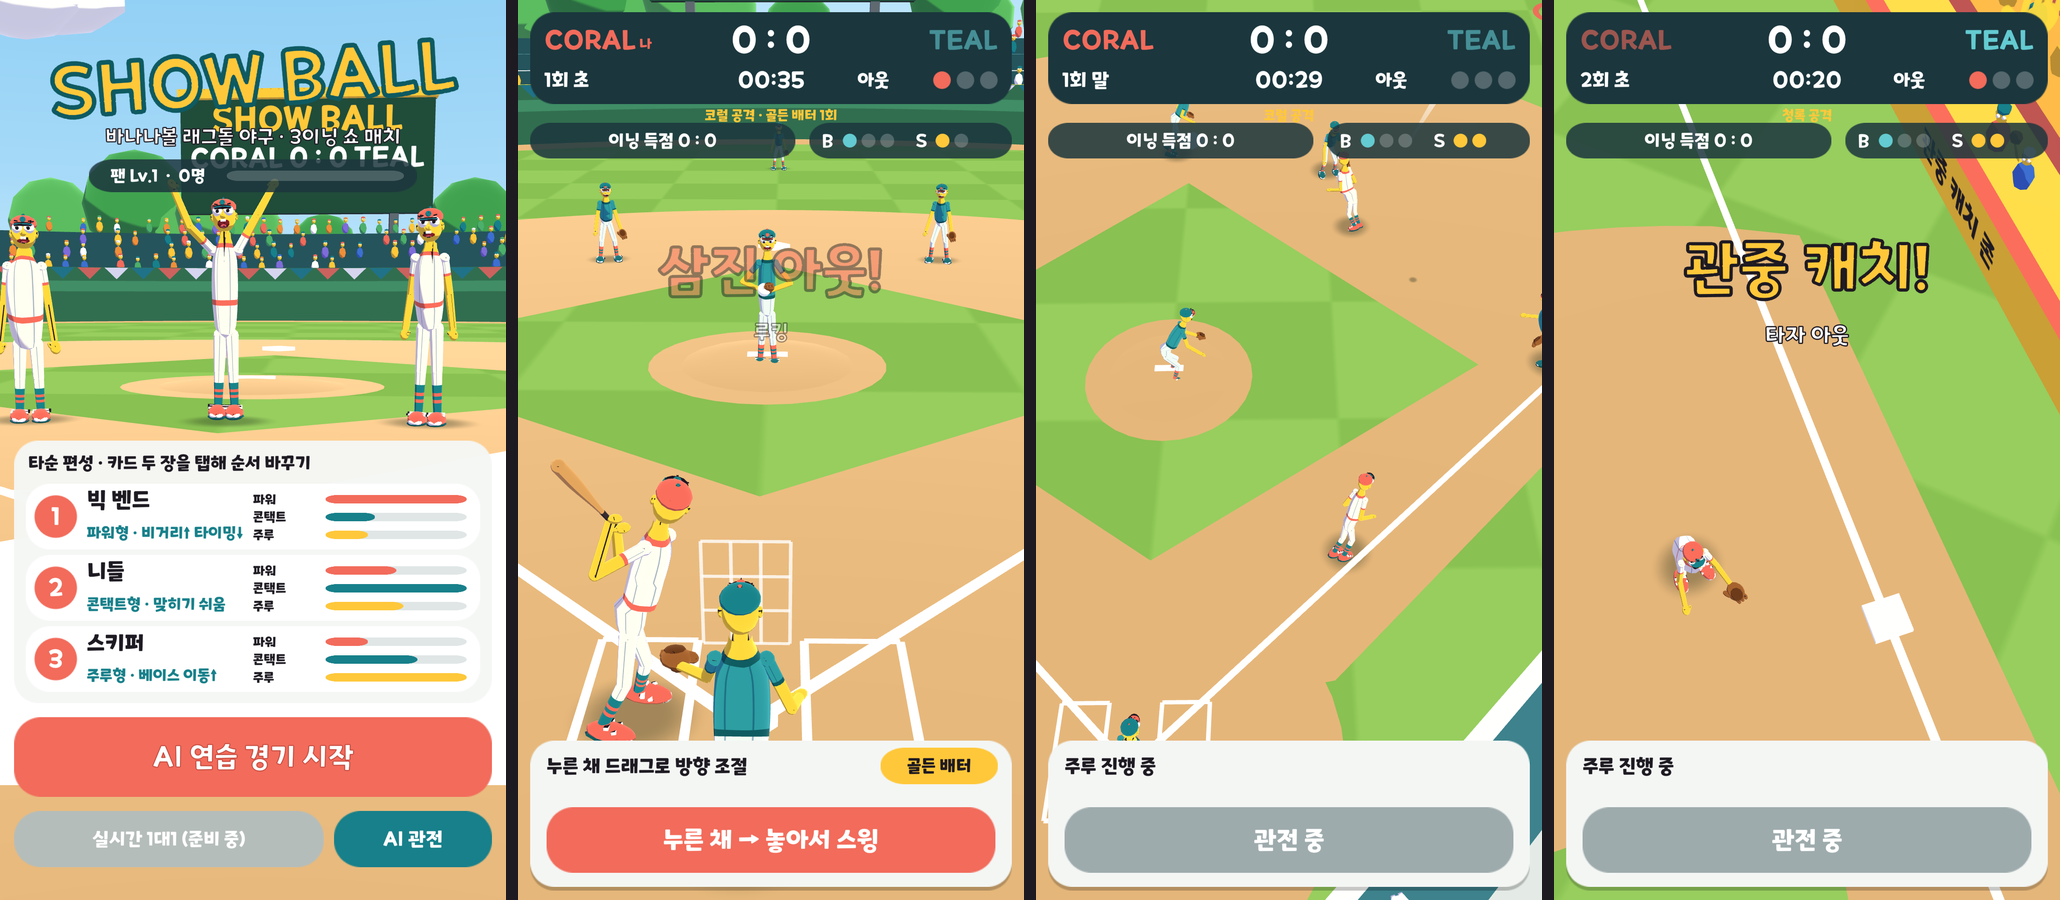 SHOW BALL
SHOW BALL
바나나볼 래그돌 야구 · 3이닝 쇼 매치
CORAL 0 : 0 TEAL
팬 Lv.1 · 0명
타순 편성 · 카드 두 장을 탭해 순서 바꾸기
1
빅 벤드
파워형 · 비거리↑ 타이밍↓
파워
콘택트
주루
2
니들
콘택트형 · 맞히기 쉬움
파워
콘택트
주루
3
스키퍼
주루형 · 베이스 이동↑
파워
콘택트
주루
AI 연습 경기 시작
실시간 1대1 (준비 중)
AI 관전
CORAL 나 0 : 0 TEAL
1회 초 00:35 아웃
코럴 공격 · 골든 배터 1회
이닝 득점 0 : 0
B S
삼진 아웃!
루킹
누른 채 드래그로 방향 조절
골든 배터
누른 채 → 놓아서 스윙
CORAL 0 : 0 TEAL
1회 말 00:29 아웃
코럴 공격
이닝 득점 0 : 0
B S
주루 진행 중
관전 중
CORAL 0 : 0 TEAL
2회 초 00:20 아웃
청록 공격
이닝 득점 0 : 0
B S
관중 캐치 존
관중 캐치!
타자 아웃
주루 진행 중
관전 중